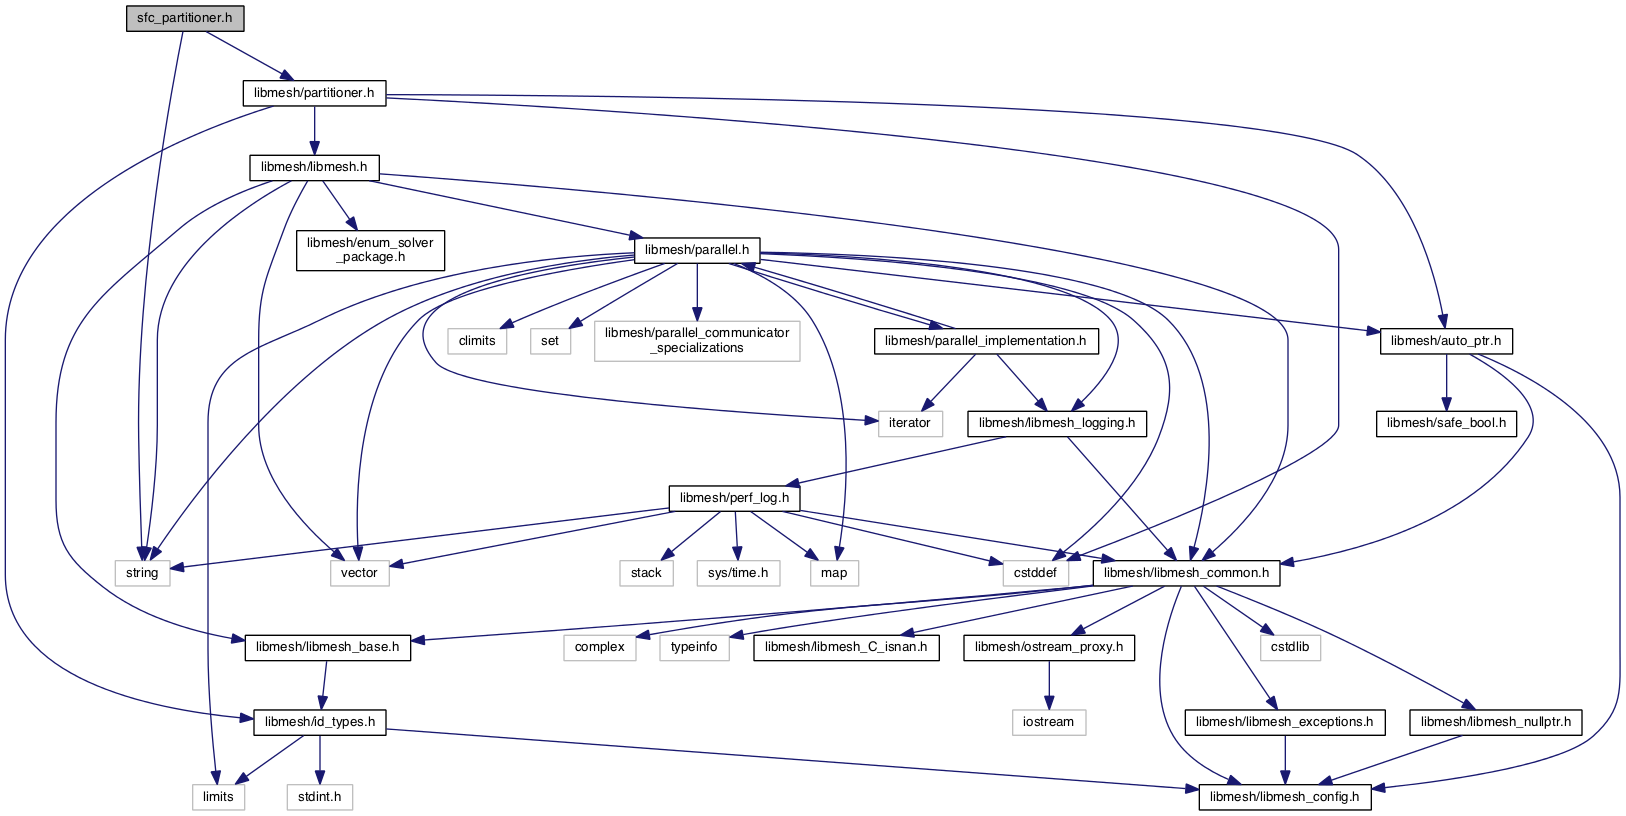 sfc_partitioner.h
libmesh/partitioner.h
libmesh/libmesh.h
libmesh/enum_solver
_package.h
libmesh/parallel.h
climits
set
libmesh/parallel_communicator
_specializations
libmesh/parallel_implementation.h
libmesh/auto_ptr.h
iterator
libmesh/libmesh_logging.h
libmesh/safe_bool.h
libmesh/perf_log.h
string
vector
stack
sys/time.h
map
cstddef
libmesh/libmesh_common.h
libmesh/libmesh_base.h
complex
typeinfo
libmesh/libmesh_C_isnan.h
libmesh/ostream_proxy.h
cstdlib
libmesh/id_types.h
iostream
libmesh/libmesh_exceptions.h
libmesh/libmesh_nullptr.h
limits
stdint.h
libmesh/libmesh_config.h